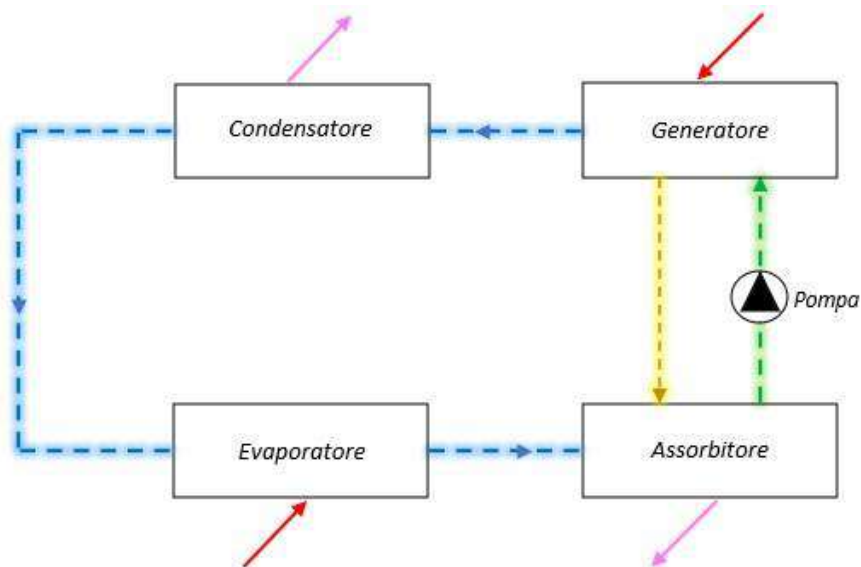 Condensatore
Generatore
Pompa
Evaporatore
Assorbitore